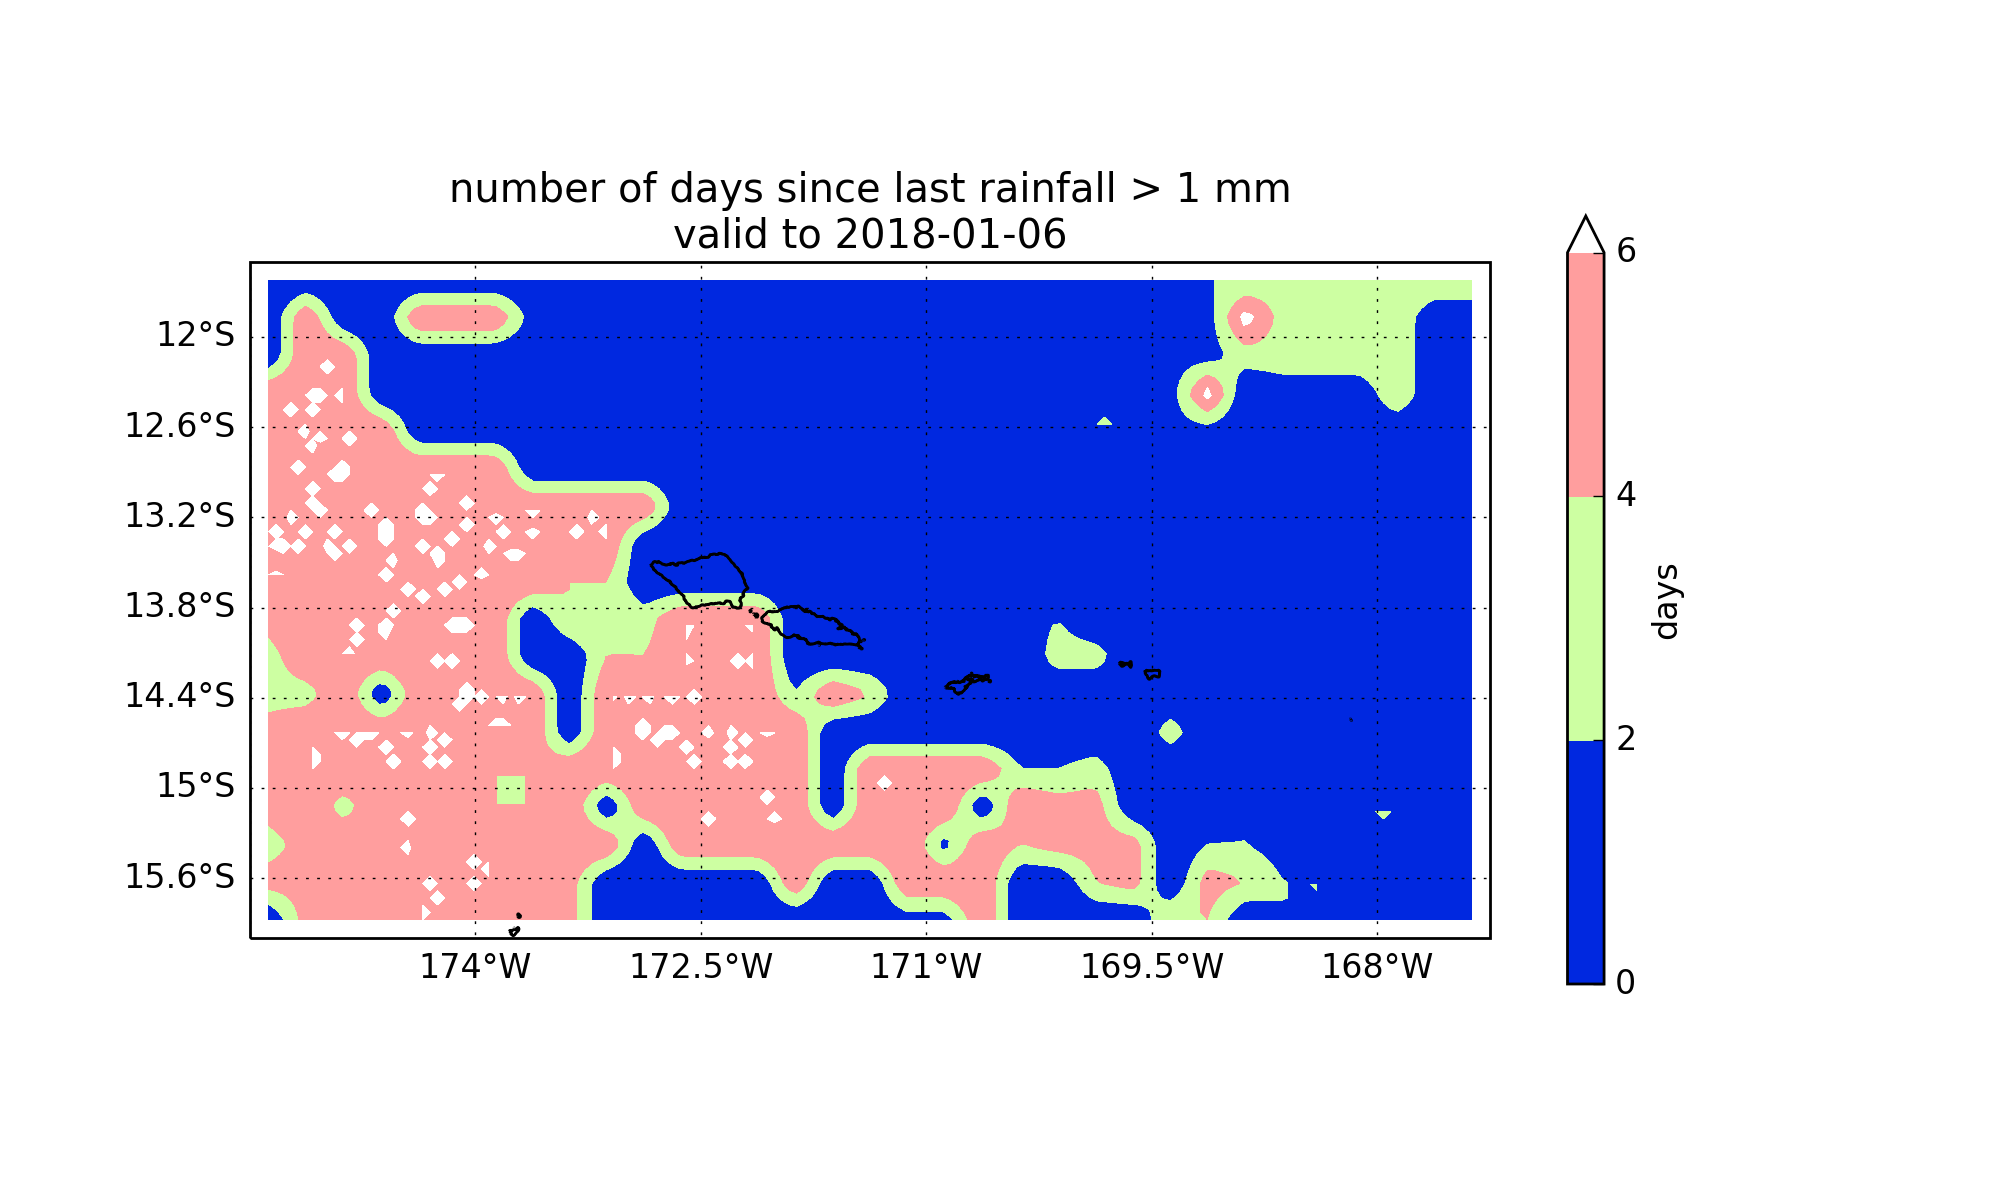 number of days since last rainfall > 1 mm
valid to 2018-01-06
12°S
12.6°S
13.2°S
13.8°S
14.4°S
15°S
15.6°S
174°W 172.5°W 171°W 169.5°W 168°W
6
4
2
0
days